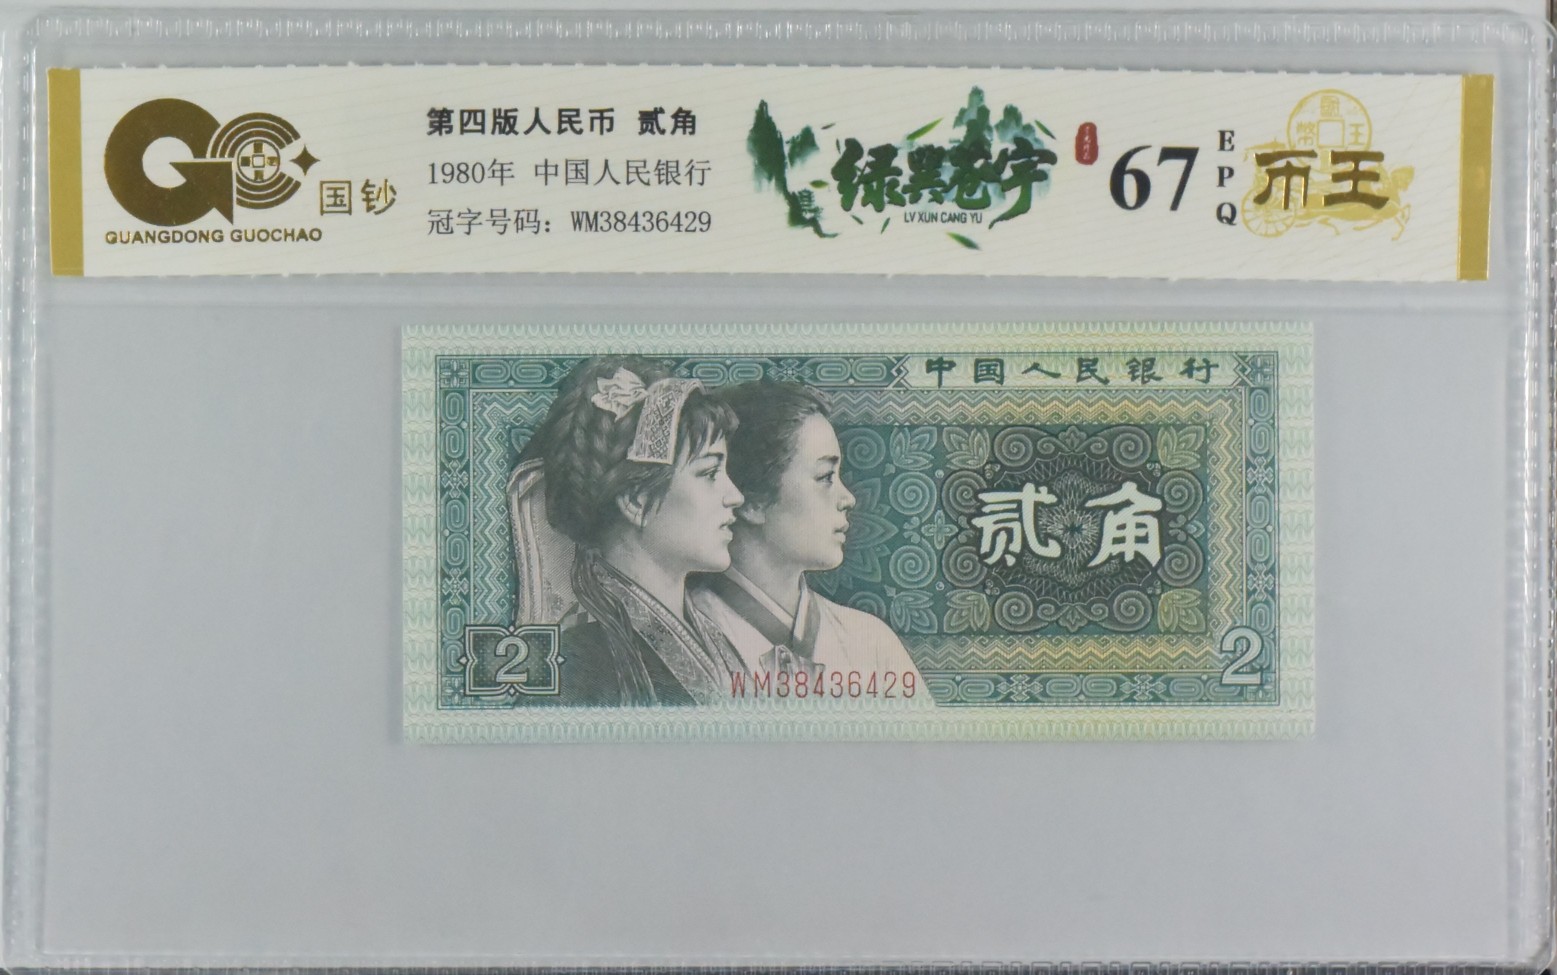 GUANGDONG GUOCHAO
国钞
第四版人民币 贰角
1980年 中国人民银行
冠字号码：WM38436429
绿巽苍宇
LV XUN CANG YU
67
EPQ
币王
中国人民银行
贰角
2
2
WM38436429